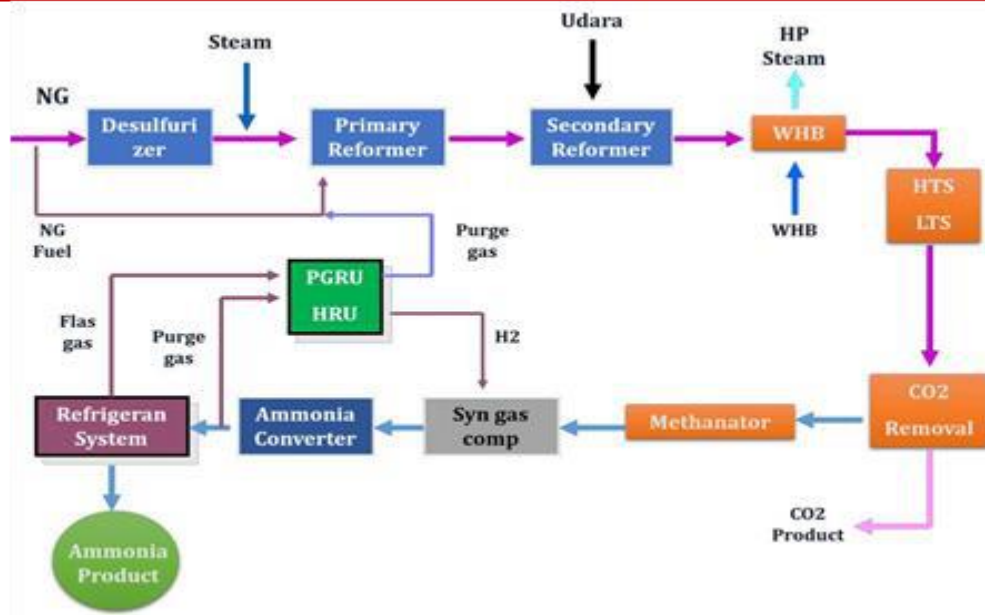 Steam
Udara
HP
Steam
NG
Desulfuri
zer
Primary
Reformer
Secondary
Reformer
WHB
HTS
LTS
NG
Fuel
Purge
gas
WHB
PGRU
HRU
Flas
gas
Purge
gas
H2
Refrigeran
System
Ammonia
Converter
Syn gas
comp
Methanator
CO2
Removal
CO2
Product
Ammonia
Product